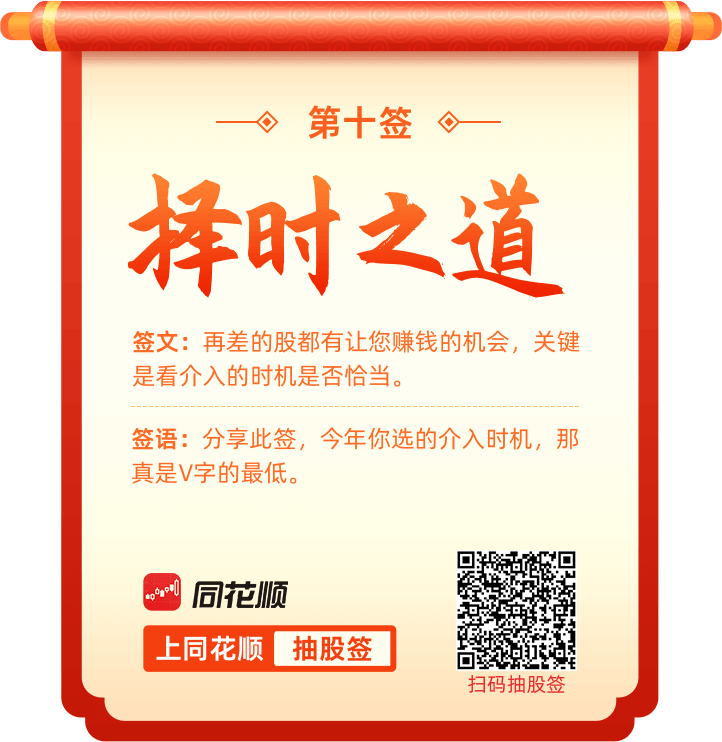 第十签
择时之道
签文：再差的股都有让您赚钱的机会，关键
是看介入的时机是否恰当。
签语：分享此签，今年你选的介入时机，那
真是V字的最低。
同花顺
上同花顺 抽股签
扫码抽股签